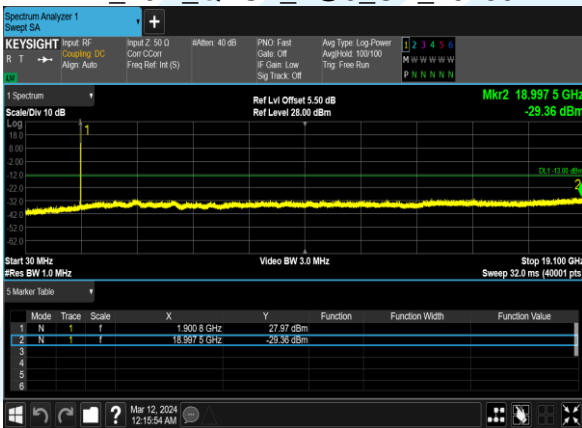 Spectrum Analyzer 1
Swept SA
KEYSIGHT
R T
LW
Input: RF
Coupling: DC
Align: Auto
Input Z: 50 Ω
Corr CCorr
Freq Ref: Int (S)
#Atten: 40 dB
PNO: Fast
Gate: Off
IF Gain: Low
Sig Track: Off
Avg Type: Log-Power
Avg|Hold: 100/100
Trig: Free Run
1 2 3 4 5 6
M W W W W W
P N N N N N
1 Spectrum
Scale/Div 10 dB
Ref Lvl Offset 5.50 dB
Ref Level 28.00 dBm
Mkr2 18.997 5 GHz
-29.36 dBm
Log
18.0
8.00
-2.00
-12.0
-22.0
-32.0
-42.0
-52.0
-62.0
1
DL1 -13.00 dBm
2
Start 30 MHz
#Res BW 1.0 MHz
Video BW 3.0 MHz
Stop 19.100 GHz
Sweep 32.0 ms (40001 pts
5 Marker Table
Mode Trace Scale X Y Function Function Width Function Value
1 N 1 f 1.900 8 GHz 27.97 dBm
2 N 1 f 18.997 5 GHz -29.36 dBm
3
4
5
6
?
Mar 12, 2024
12:15:54 AM